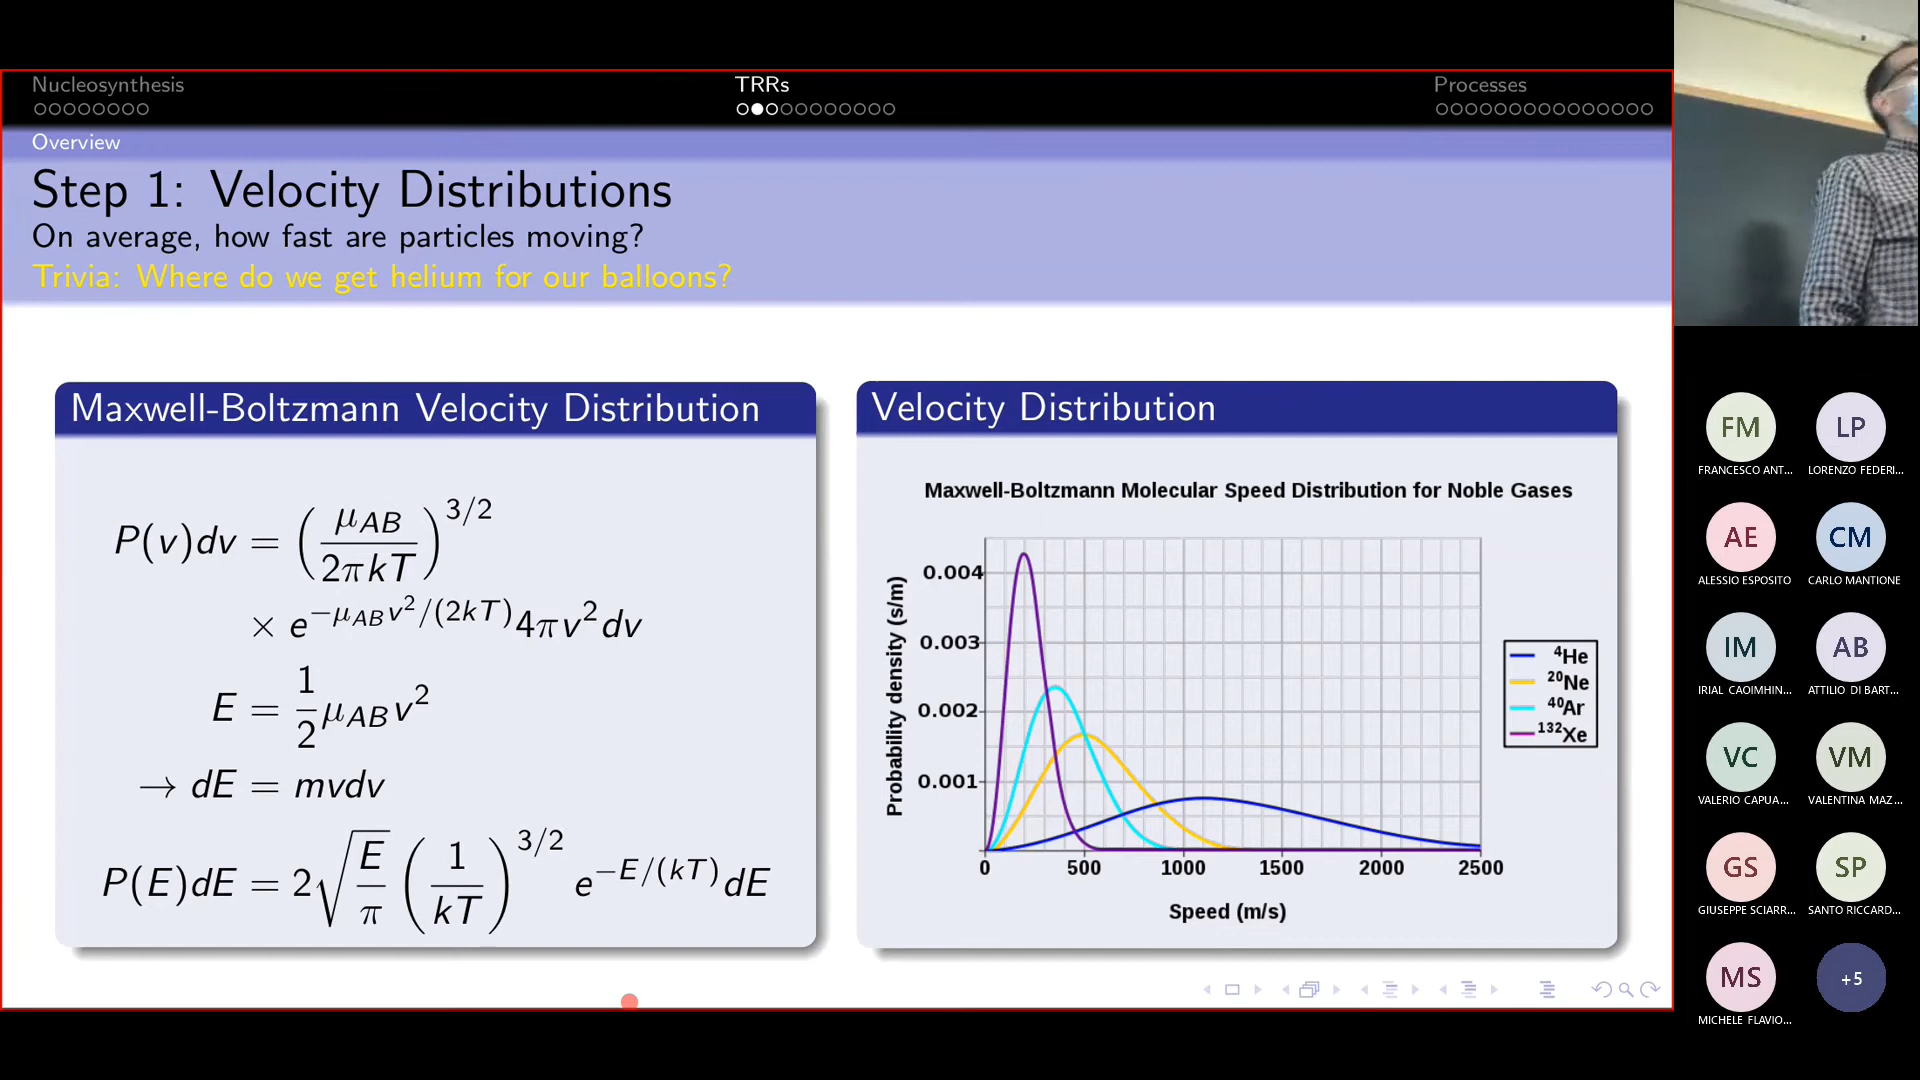 Nucleosynthesis
TRRs
Processes
Overview
Step 1: Velocity Distributions
On average, how fast are particles moving?
Trivia: Where do we get helium for our balloons?
Maxwell-Boltzmann Velocity Distribution
P(v)dv = (μ_AB / 2πkT)^{3/2}
× e^{−μ_AB v²/(2kT)} 4πv²dv
E = 1/2 μ_AB v²
→ dE = mvdv
P(E)dE = 2√(E/π) (1/kT)^{3/2} e^{−E/(kT)} dE
Velocity Distribution
Maxwell-Boltzmann Molecular Speed Distribution for Noble Gases
Probability density (s/m)
0.004
0.003
0.002
0.001
0 500 1000 1500 2000 2500
Speed (m/s)
⁴He
²⁰Ne
⁴⁰Ar
¹³²Xe
FM LP
FRANCESCO ANT... LORENZO FEDERI...
AE CM
ALESSIO ESPOSITO CARLO MANTIONE
IM AB
IRIAL CAOIMHIN... ATTILIO DI BART...
VC VM
VALERIO CAPUA... VALENTINA MAZ...
GS SP
GIUSEPPE SCIARR... SANTO RICCARD...
MS +5
MICHELE FLAVIO...